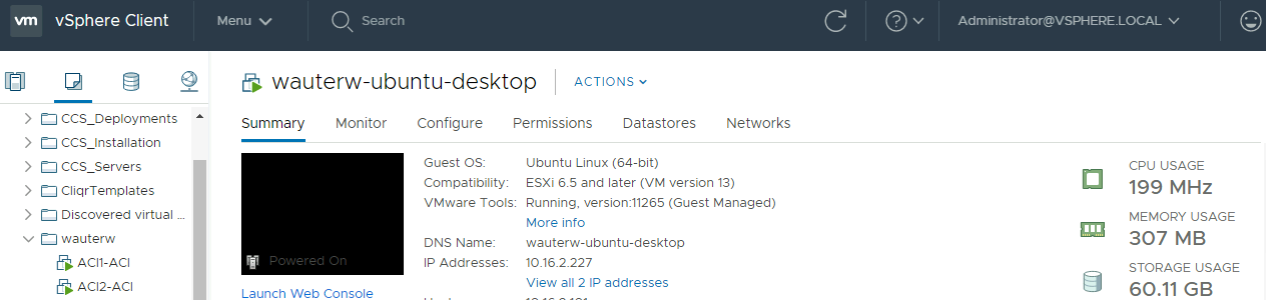 vm vSphere Client Menu Search Administrator@VSPHERE.LOCAL
wauterw-ubuntu-desktop ACTIONS
Summary Monitor Configure Permissions Datastores Networks
CCS_Deployments
CCS_Installation
CCS_Servers
CliqrTemplates
Discovered virtual ...
wauterw
ACI1-ACI
ACI2-ACI
Powered On
Launch Web Console
Guest OS: Ubuntu Linux (64-bit)
Compatibility: ESXi 6.5 and later (VM version 13)
VMware Tools: Running, version:11265 (Guest Managed)
More info
DNS Name: wauterw-ubuntu-desktop
IP Addresses: 10.16.2.227
View all 2 IP addresses
CPU USAGE
199 MHz
MEMORY USAGE
307 MB
STORAGE USAGE
60.11 GB